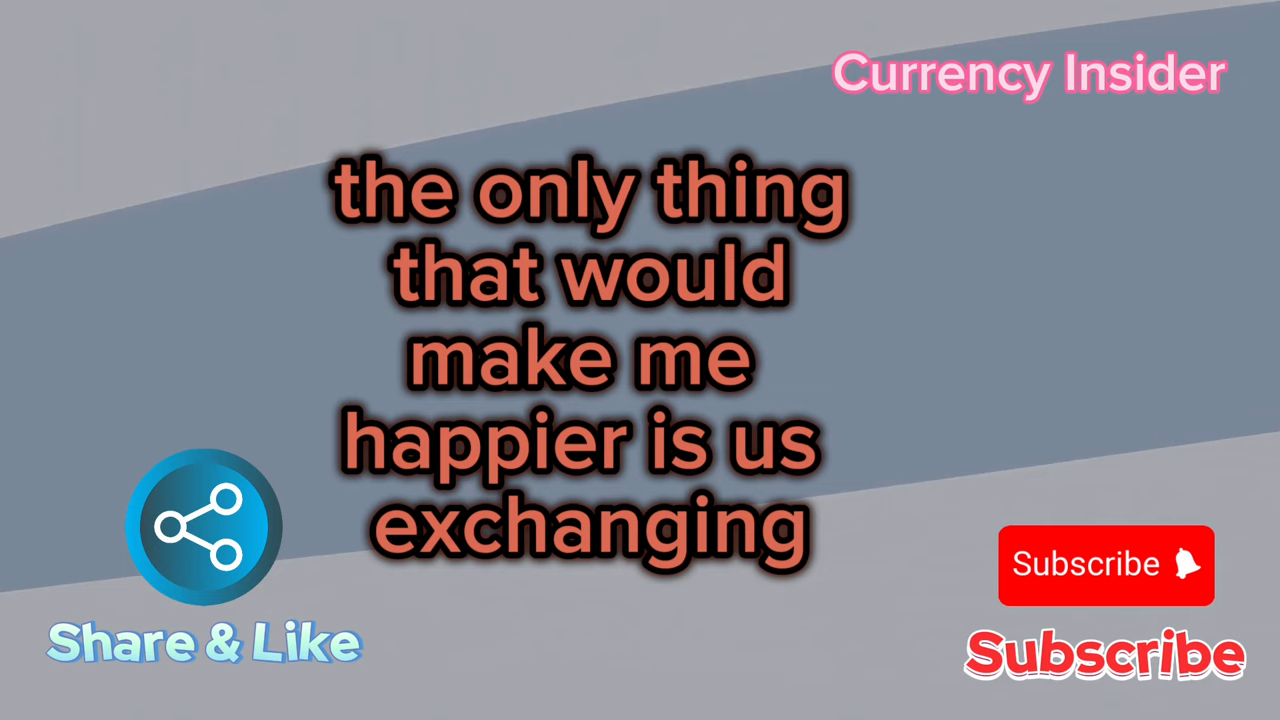 Currency Insider
the only thing
that would
make me
happier is us
exchanging
Share & Like
Subscribe
Subscribe